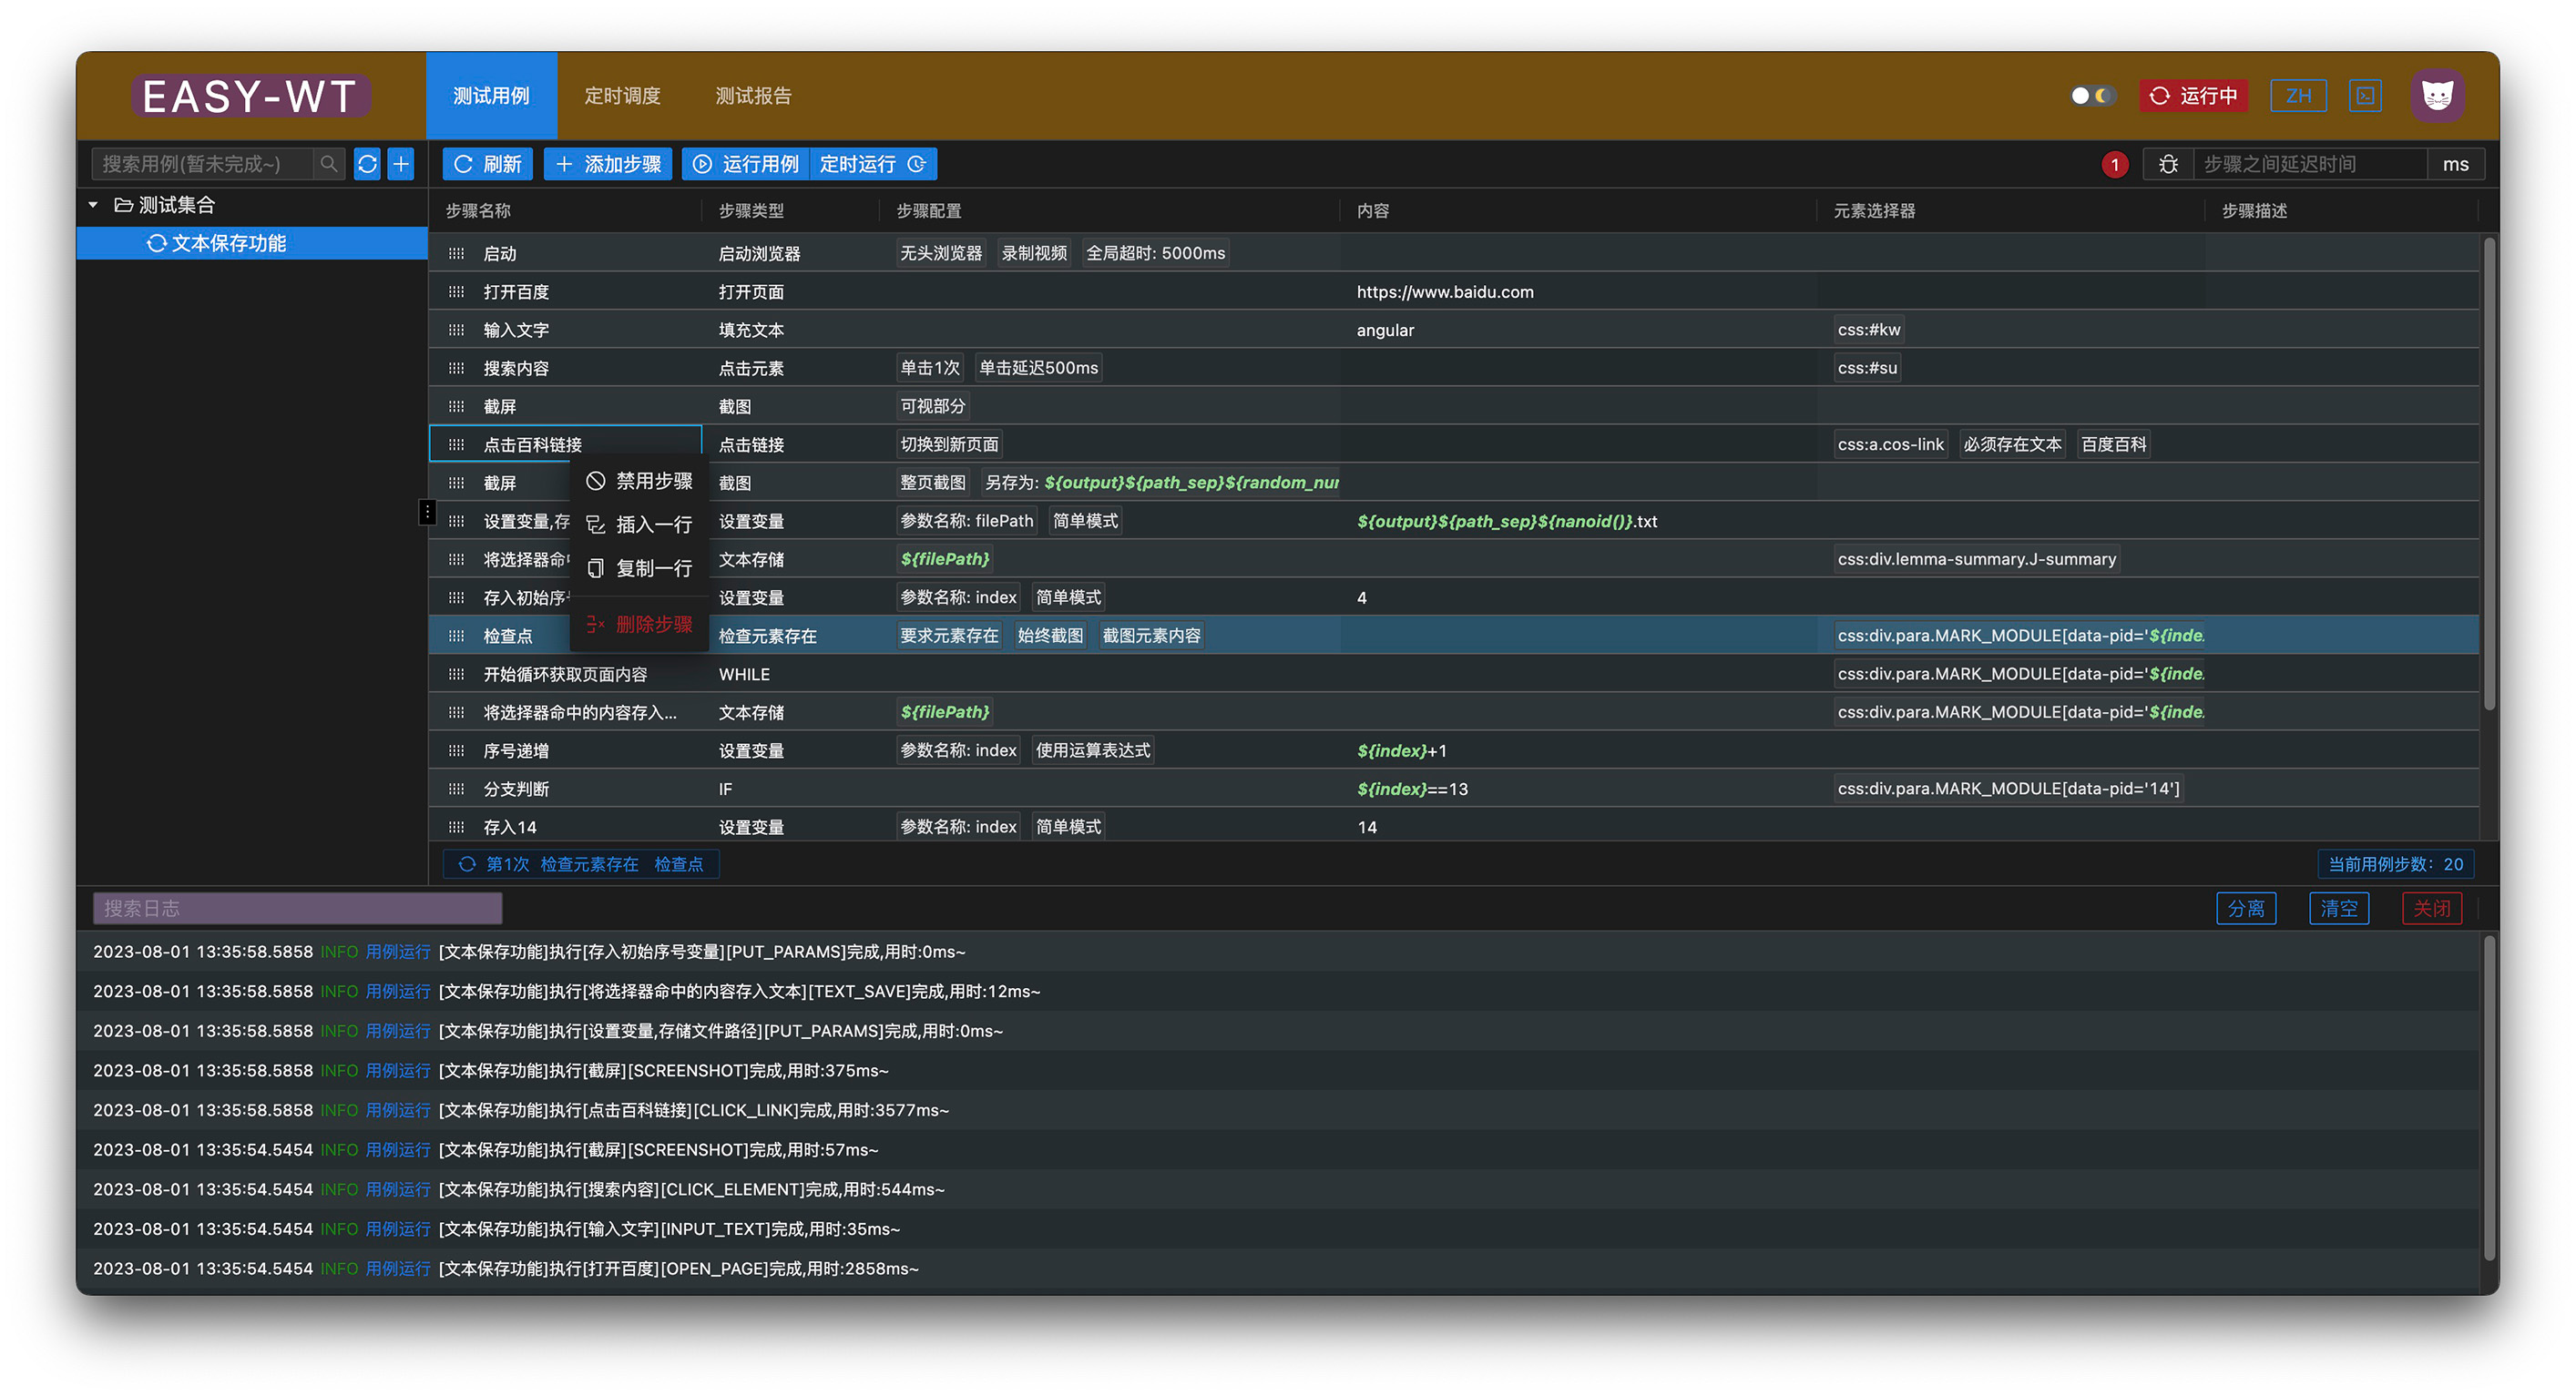 EASY-WT 测试用例 定时调度 测试报告 运行中 ZH
搜索用例(暂未完成~) 刷新 添加步骤 运行用例 定时运行 1 步骤之间延迟时间 ms
测试集合
文本保存功能
步骤名称 步骤类型 步骤配置 内容 元素选择器 步骤描述
启动 启动浏览器 无头浏览器 录制视频 全局超时: 5000ms
打开百度 打开页面 https://www.baidu.com
输入文字 填充文本 angular css:#kw
搜索内容 点击元素 单击1次 单击延迟500ms css:#su
截屏 截图 可视部分
点击百科链接 点击链接 切换到新页面 css:a.cos-link 必须存在文本 百度百科
截屏 截图 整页截图 另存为: ${output}${path_sep}${random_nur
设置变量,存 设置变量 参数名称: filePath 简单模式 ${output}${path_sep}${nanoid()}.txt
将选择器命中 文本存储 ${filePath} css:div.lemma-summary.J-summary
存入初始序号 设置变量 参数名称: index 简单模式 4
检查点 检查元素存在 要求元素存在 始终截图 截图元素内容 css:div.para.MARK_MODULE[data-pid='${inde
开始循环获取页面内容 WHILE css:div.para.MARK_MODULE[data-pid='${inde
将选择器命中的内容存入... 文本存储 ${filePath} css:div.para.MARK_MODULE[data-pid='${inde
序号递增 设置变量 参数名称: index 使用运算表达式 ${index}+1
分支判断 IF ${index}==13 css:div.para.MARK_MODULE[data-pid='14']
存入14 设置变量 参数名称: index 简单模式 14
禁用步骤
插入一行
复制一行
删除步骤
第1次 检查元素存在 检查点 当前用例步数: 20
搜索日志 分离 清空 关闭
2023-08-01 13:35:58.5858 INFO 用例运行 [文本保存功能]执行[存入初始序号变量][PUT_PARAMS]完成,用时:0ms~
2023-08-01 13:35:58.5858 INFO 用例运行 [文本保存功能]执行[将选择器命中的内容存入文本][TEXT_SAVE]完成,用时:12ms~
2023-08-01 13:35:58.5858 INFO 用例运行 [文本保存功能]执行[设置变量,存储文件路径][PUT_PARAMS]完成,用时:0ms~
2023-08-01 13:35:58.5858 INFO 用例运行 [文本保存功能]执行[截屏][SCREENSHOT]完成,用时:375ms~
2023-08-01 13:35:58.5858 INFO 用例运行 [文本保存功能]执行[点击百科链接][CLICK_LINK]完成,用时:3577ms~
2023-08-01 13:35:54.5454 INFO 用例运行 [文本保存功能]执行[截屏][SCREENSHOT]完成,用时:57ms~
2023-08-01 13:35:54.5454 INFO 用例运行 [文本保存功能]执行[搜索内容][CLICK_ELEMENT]完成,用时:544ms~
2023-08-01 13:35:54.5454 INFO 用例运行 [文本保存功能]执行[输入文字][INPUT_TEXT]完成,用时:35ms~
2023-08-01 13:35:54.5454 INFO 用例运行 [文本保存功能]执行[打开百度][OPEN_PAGE]完成,用时:2858ms~